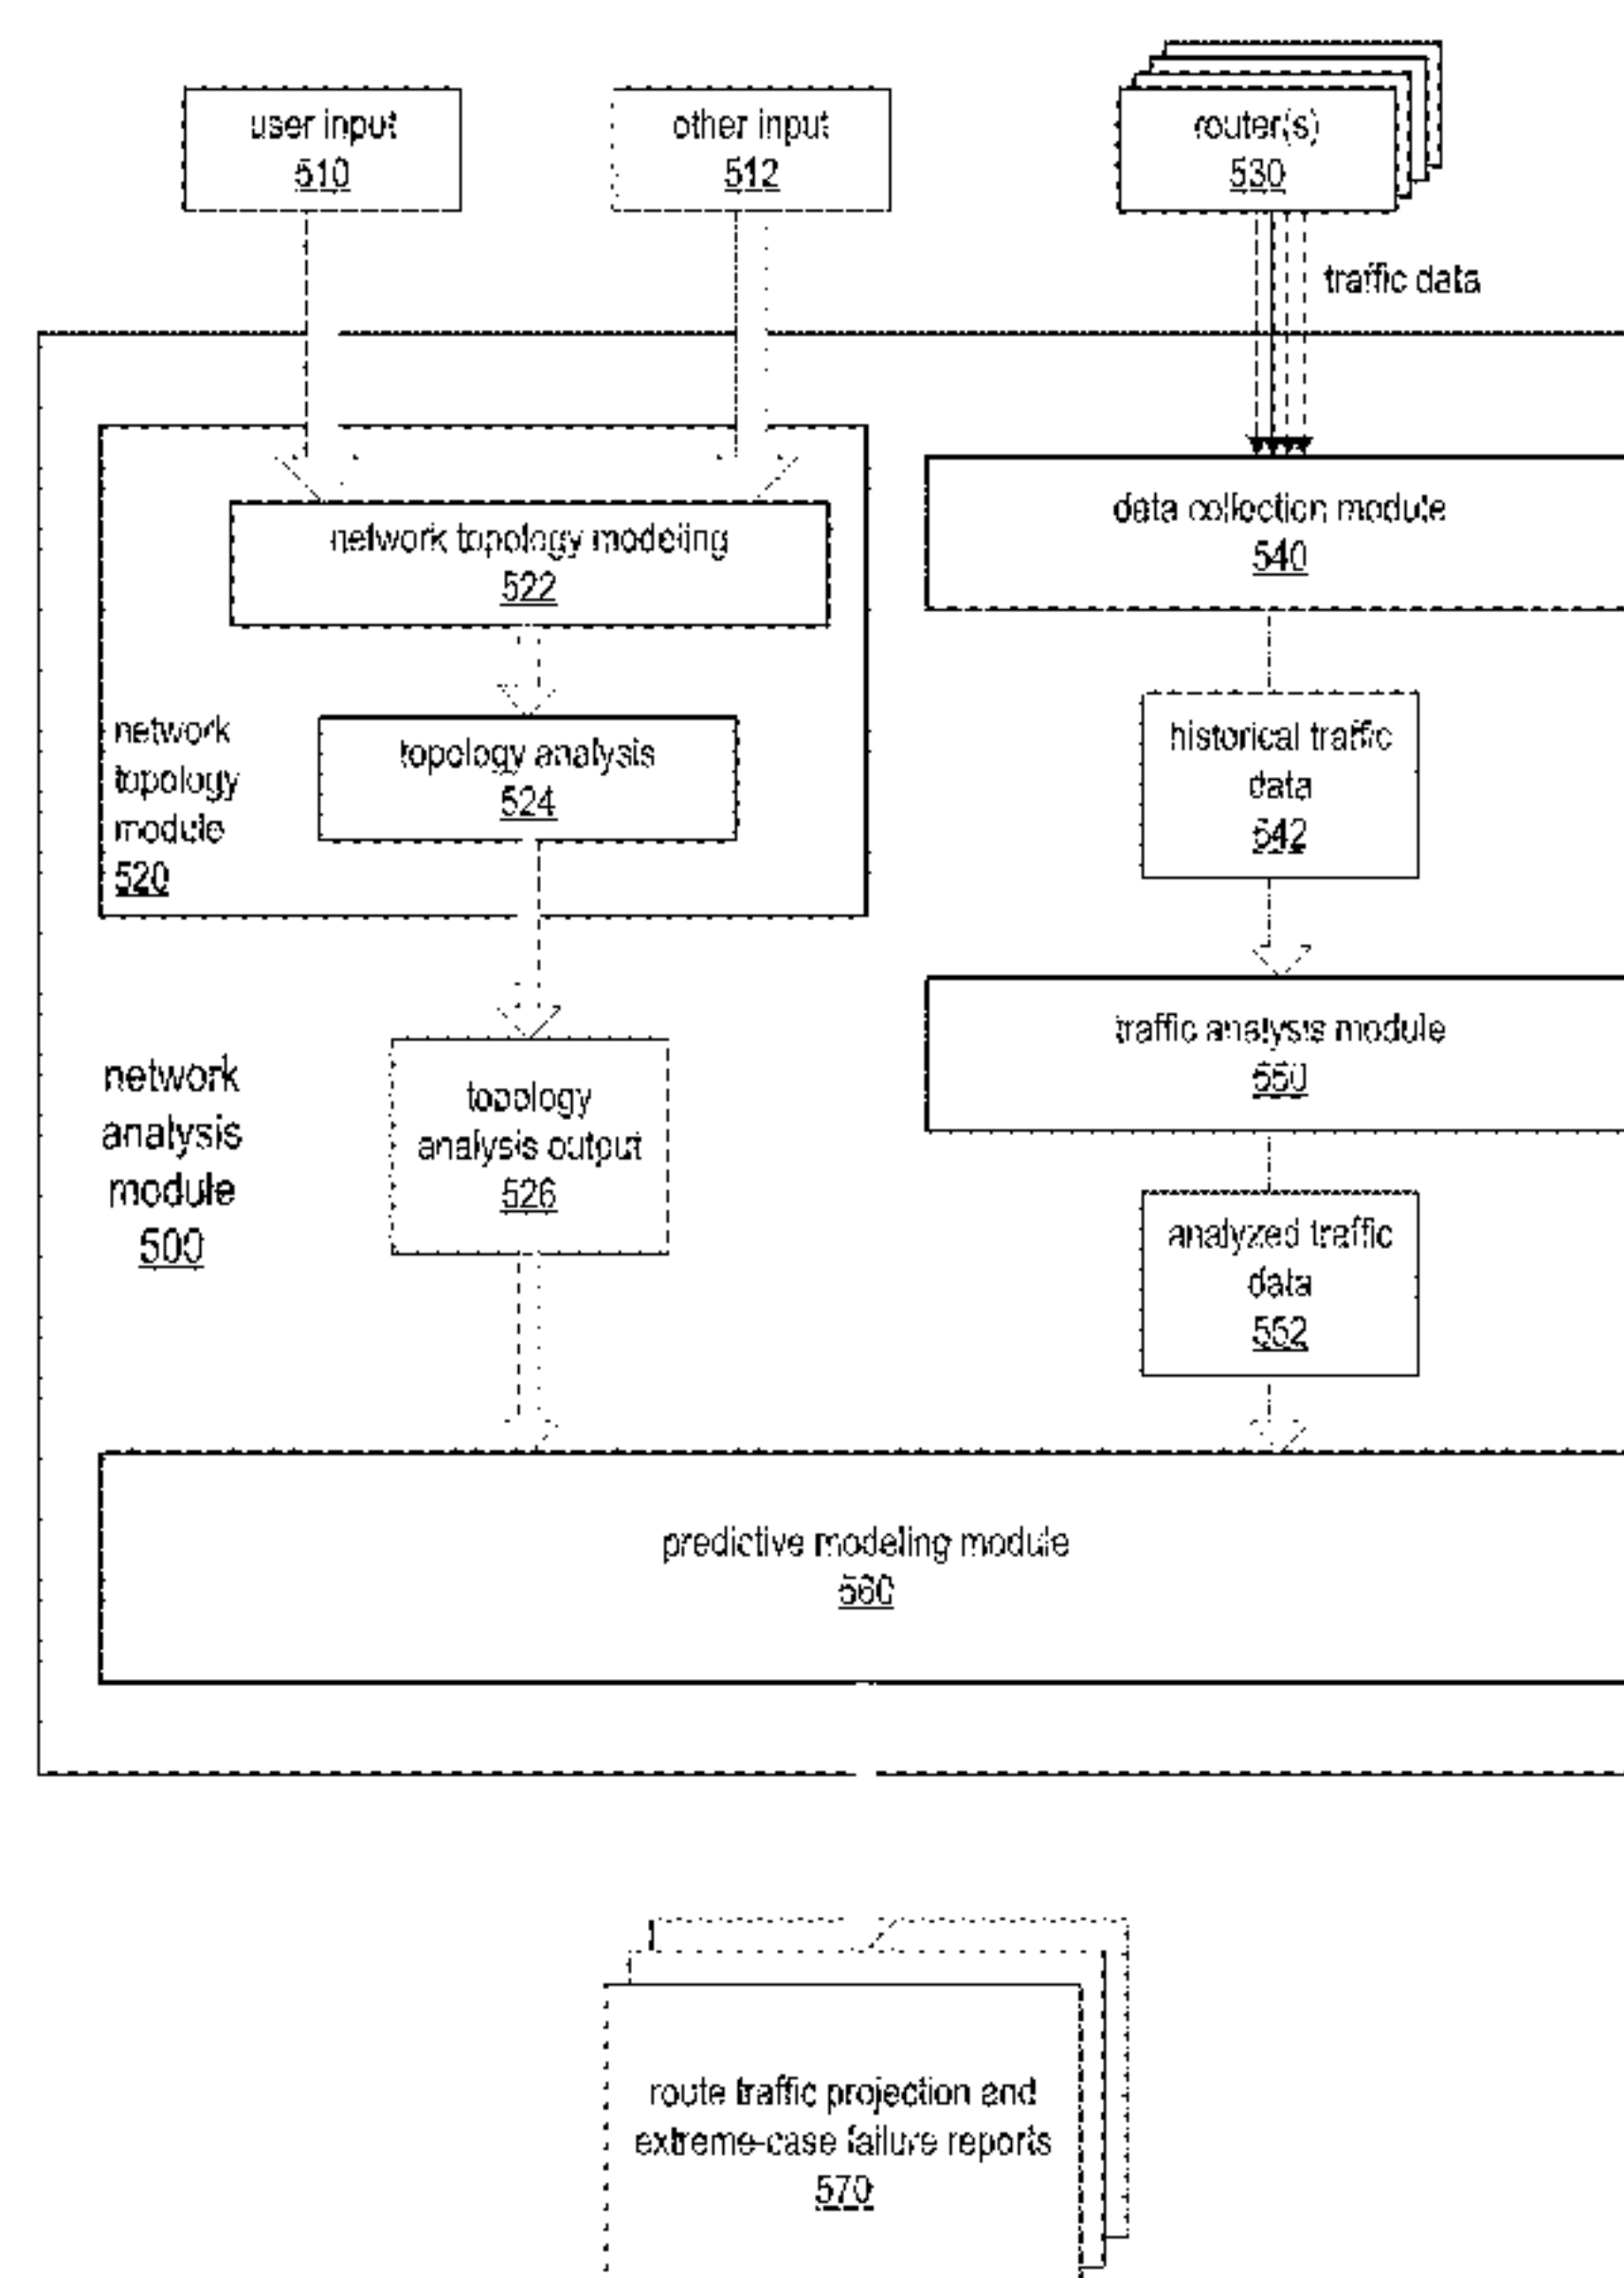 user input
510
other input
512
router(s)
530
traffic data
network topology modeling
522
data collection module
540
network
topology
module
520
topology analysis
524
historical traffic
data
542
network
analysis
module
500
topology
analysis output
526
traffic analysis module
550
analyzed traffic
data
552
predictive modeling module
560
route traffic projection and
extreme-case failure reports
570